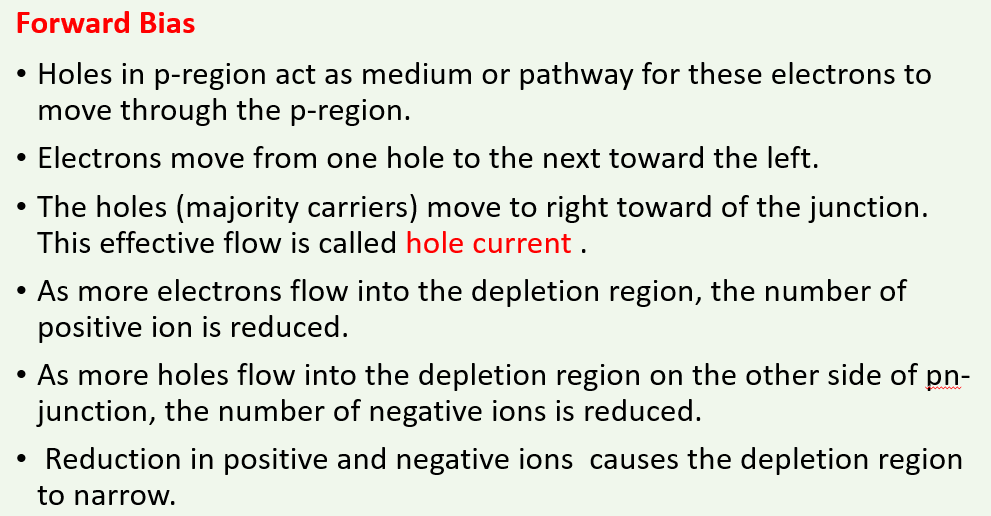 Forward Bias
• Holes in p-region act as medium or pathway for these electrons to
move through the p-region.
• Electrons move from one hole to the next toward the left.
• The holes (majority carriers) move to right toward of the junction.
This effective flow is called hole current .
• As more electrons flow into the depletion region, the number of
positive ion is reduced.
• As more holes flow into the depletion region on the other side of pn-
junction, the number of negative ions is reduced.
• Reduction in positive and negative ions  causes the depletion region
to narrow.